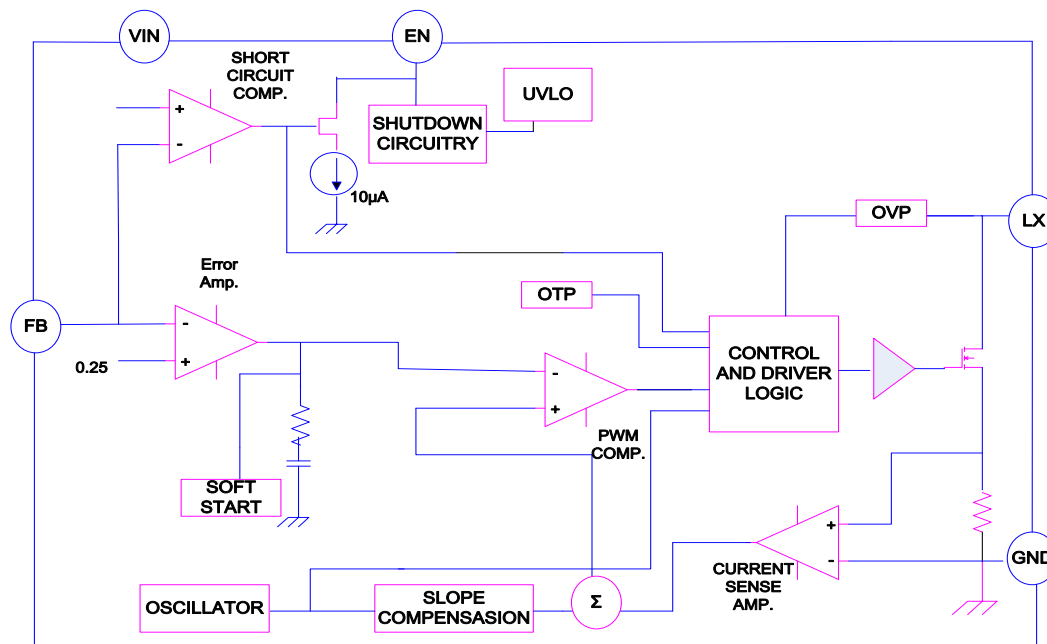 VIN
EN
SHORT
CIRCUIT
COMP.
UVLO
+
-
SHUTDOWN
CIRCUITRY
10µA
OVP
LX
Error
Amp.
OTP
FB
-
+
0.25
CONTROL
AND DRIVER
LOGIC
-
+
PWM
COMP.
SOFT
START
+
-
CURRENT
SENSE
AMP.
GND
OSCILLATOR
SLOPE
COMPENSASION
Σ